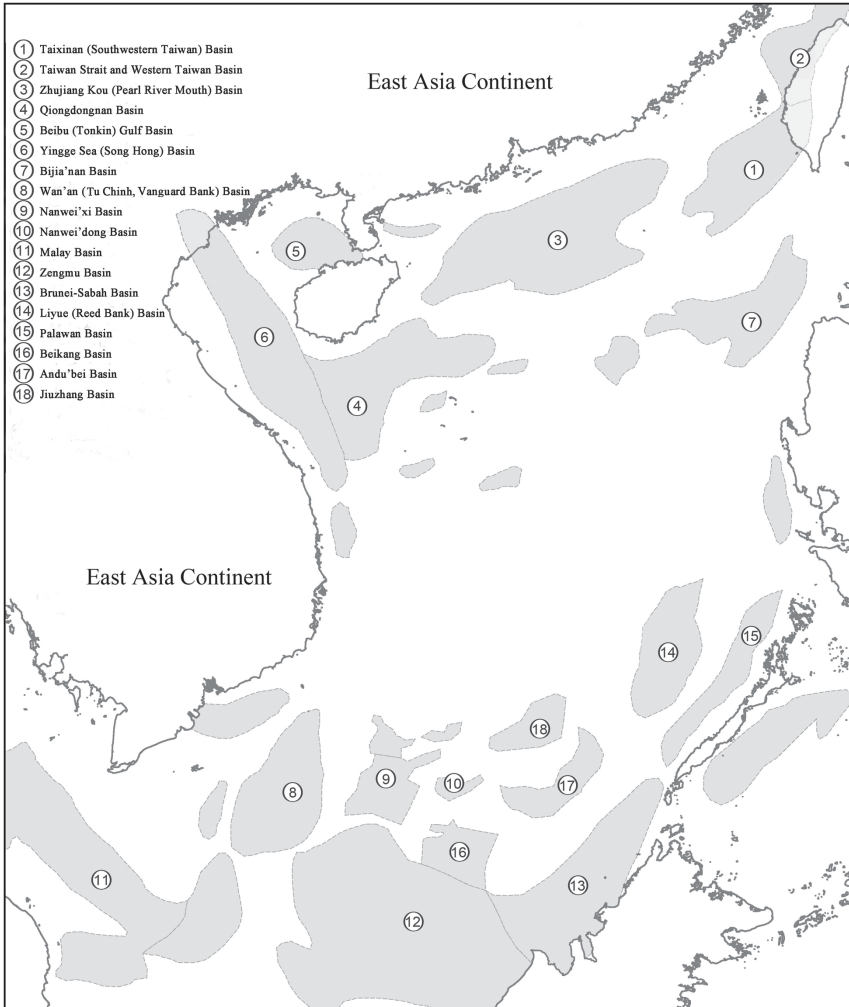 ① Taixinan (Southwestern Taiwan) Basin
② Taiwan Strait and Western Taiwan Basin
③ Zhujiang Kou (Pearl River Mouth) Basin
④ Qiongdongnan Basin
⑤ Beibu (Tonkin) Gulf Basin
⑥ Yingge Sea (Song Hong) Basin
⑦ Bijia’nan Basin
⑧ Wan’an (Tu Chinh, Vanguard Bank) Basin
⑨ Nanwei’xi Basin
⑩ Nanwei’dong Basin
⑪ Malay Basin
⑫ Zengmu Basin
⑬ Brunei-Sabah Basin
⑭ Liyue (Reed Bank) Basin
⑮ Palawan Basin
⑯ Beikang Basin
⑰ Andu’bei Basin
⑱ Jiuzhang Basin
East Asia Continent
②
①
③
⑤
⑦
⑥
④
East Asia Continent
⑮
⑭
⑱
⑨
⑩
⑰
⑧
⑯
⑪
⑬
⑫